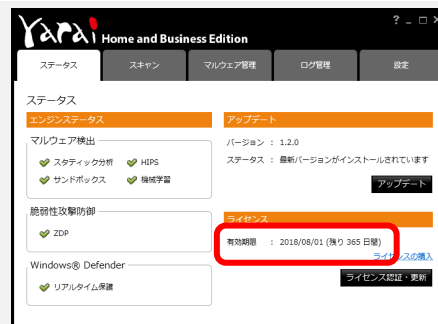 Yarai Home and Business Edition
ステータス
スキャン
マルウェア管理
ログ管理
設定
ステータス
エンジンステータス
マルウェア検出
スタティック分析
HIPS
サンドボックス
機械学習
脆弱性攻撃防御
ZDP
Windows® Defender
リアルタイム保護
アップデート
バージョン : 1.2.0
ステータス : 最新バージョンがインストールされています
アップデート
ライセンス
有効期限 : 2018/08/01 (残り 365 日間)
ライセンスの購入
ライセンス認証・更新